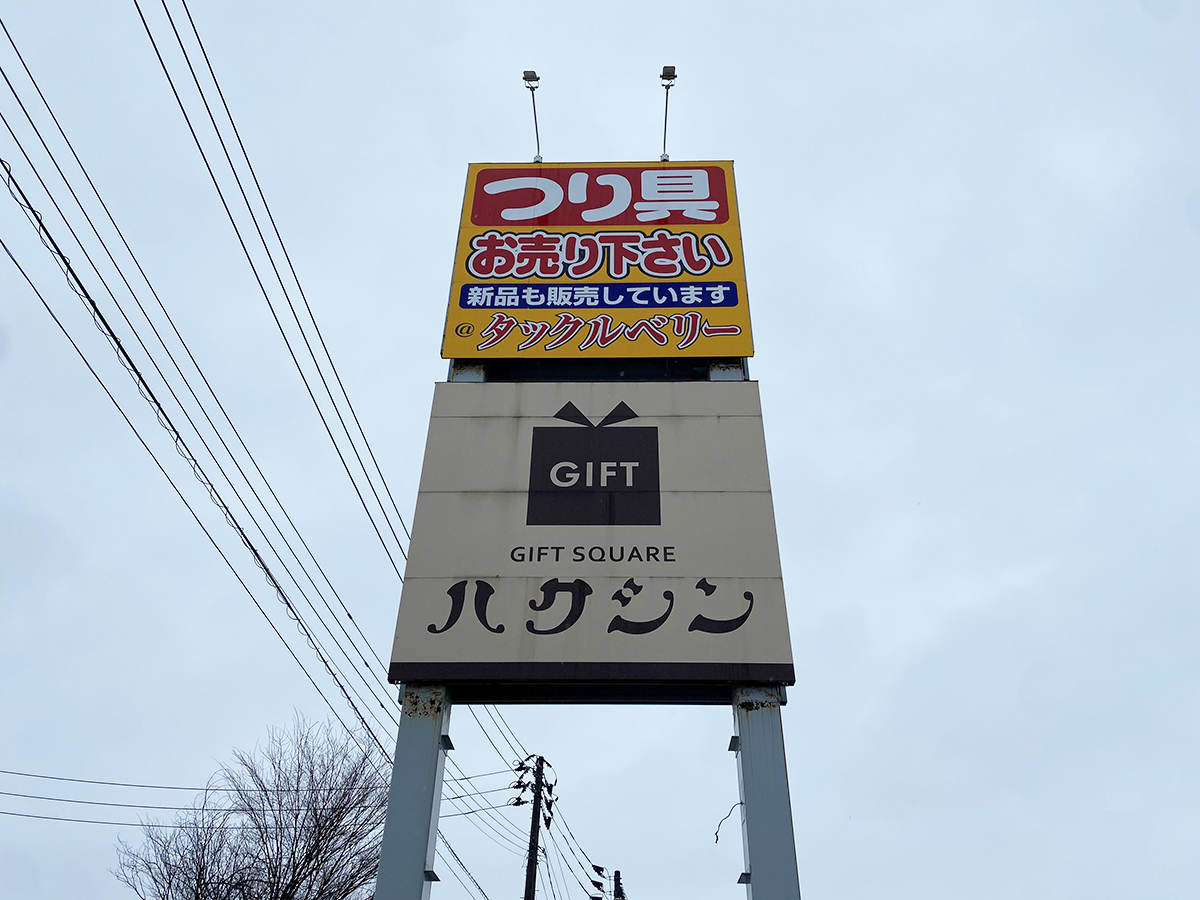 つり具
お売り下さい
新品も販売しています
@タックルベリー
GIFT
GIFT SQUARE
ハクシン